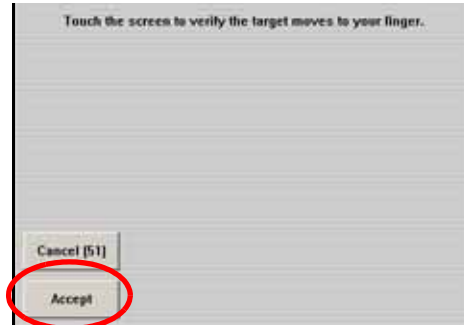 Touch the screen to verify the target moves to your finger.
Cancel [51]
Accept